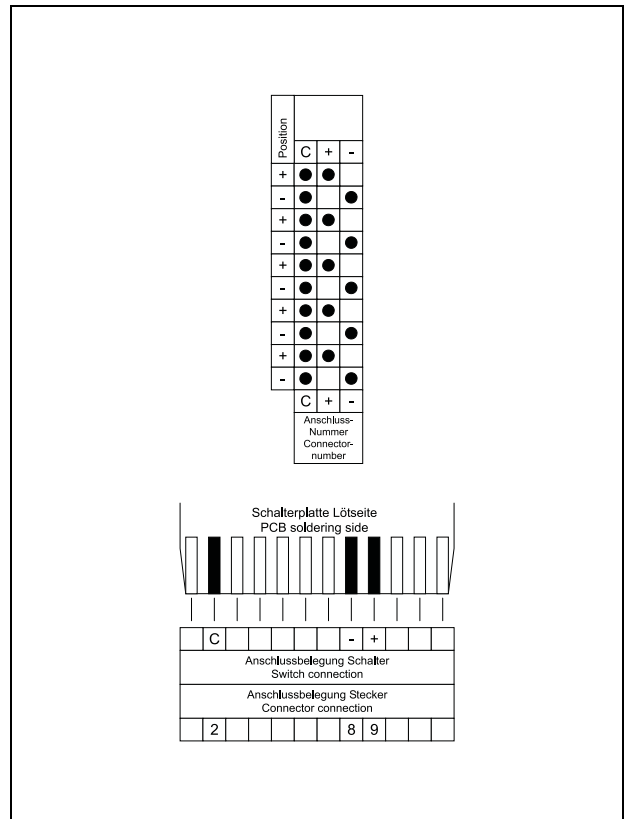 Position
C + -
+
-
+
-
+
-
+
-
+
-
C + -
Anschluss-
Nummer
Connector-
number
Schalterplatte Lötseite
PCB soldering side
C - +
Anschlussbelegung Schalter
Switch connection
Anschlussbelegung Stecker
Connector connection
2 8 9